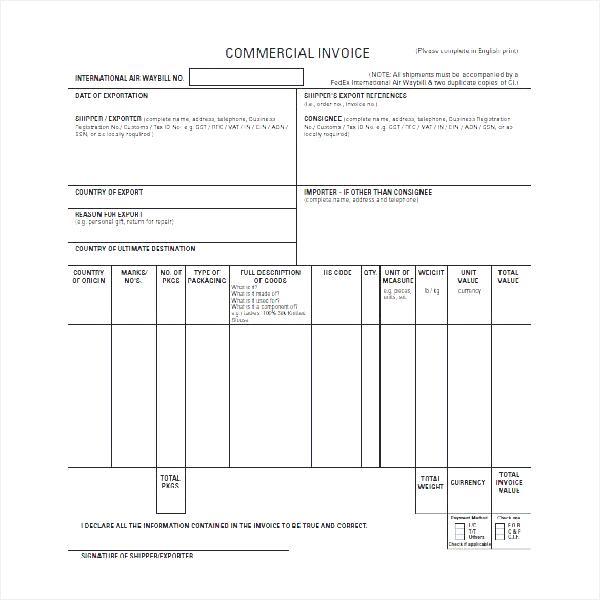 COMMERCIAL INVOICE
(Please complete in English print)
INTERNATIONAL AIR WAYBILL NO.
(NOTE: All shipments must be accompanied by a
FedEx International Air Waybill & two duplicate copies of CI.)
DATE OF EXPORTATION
SHIPPER'S EXPORT REFERENCES
(i.e., order no., invoice no.)
SHIPPER / EXPORTER (complete name, address, telephone, Business
Registration No./ Customs / Tax ID No. e.g. GST / RFC / VAT / IN / EIN / ABN /
SSN, or as locally required)
CONSIGNEE (complete name, address, telephone, Business Registration
No./ Customs / Tax ID No. e.g. GST / RFC / VAT / IN / EIN / ABN / SSN, or as
locally required)
COUNTRY OF EXPORT
IMPORTER - IF OTHER THAN CONSIGNEE
(complete name, address and telephone)
REASON FOR EXPORT
(e.g. personal gift, return for repair)
COUNTRY OF ULTIMATE DESTINATION
COUNTRY
OF ORIGIN
MARKS/
NO'S.
NO. OF
PKGS
TYPE OF
PACKAGING
FULL DESCRIPTION
OF GOODS
What is it?
What is it made of?
What is it used for?
What is it a component of?
e.g.: Ladies' 100% Silk Knitted
Blouse
HS CODE
QTY.
UNIT OF
MEASURE
e.g. pieces,
units, set.
WEIGHT
lb / kg
UNIT
VALUE
currency
TOTAL
VALUE
TOTAL
PKGS
TOTAL
WEIGHT
CURRENCY
TOTAL
INVOICE
VALUE
Payment Method
L/C
T/T
Others
Check if applicable
Check one
F.O.B.
C & F
C.I.F.
I DECLARE ALL THE INFORMATION CONTAINED IN THE INVOICE TO BE TRUE AND CORRECT.
SIGNATURE OF SHIPPER/EXPORTER